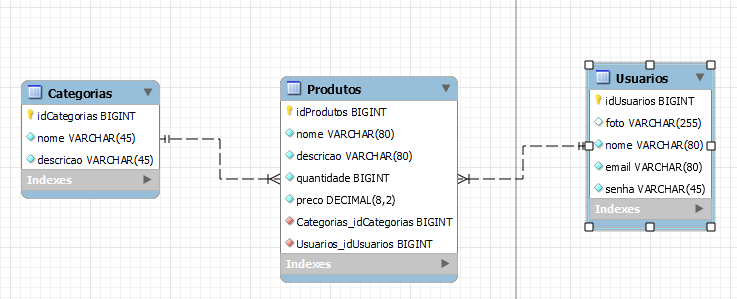 Categorias
idCategorias BIGINT
nome VARCHAR(45)
descricao VARCHAR(45)
Indexes
Produtos
idProdutos BIGINT
nome VARCHAR(80)
descricao VARCHAR(80)
quantidade BIGINT
preco DECIMAL(8,2)
Categorias_idCategorias BIGINT
Usuarios_idUsuarios BIGINT
Indexes
Usuarios
idUsuarios BIGINT
foto VARCHAR(255)
nome VARCHAR(80)
email VARCHAR(80)
senha VARCHAR(45)
Indexes